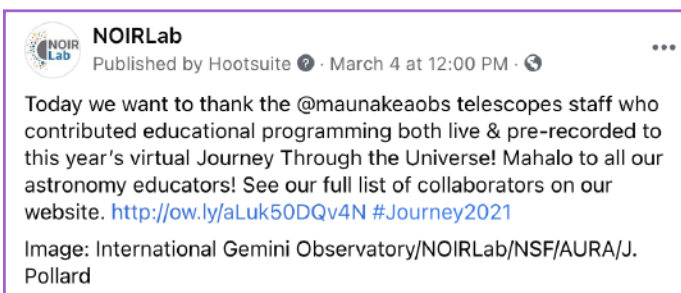 NOIR
Lab
NOIRLab
Published by Hootsuite · March 4 at 12:00 PM ·
Today we want to thank the @maunakeaobs telescopes staff who
contributed educational programming both live & pre-recorded to
this year's virtual Journey Through the Universe! Mahalo to all our
astronomy educators! See our full list of collaborators on our
website. http://ow.ly/aLuk50DQv4N #Journey2021
Image: International Gemini Observatory/NOIRLab/NSF/AURA/J.
Pollard